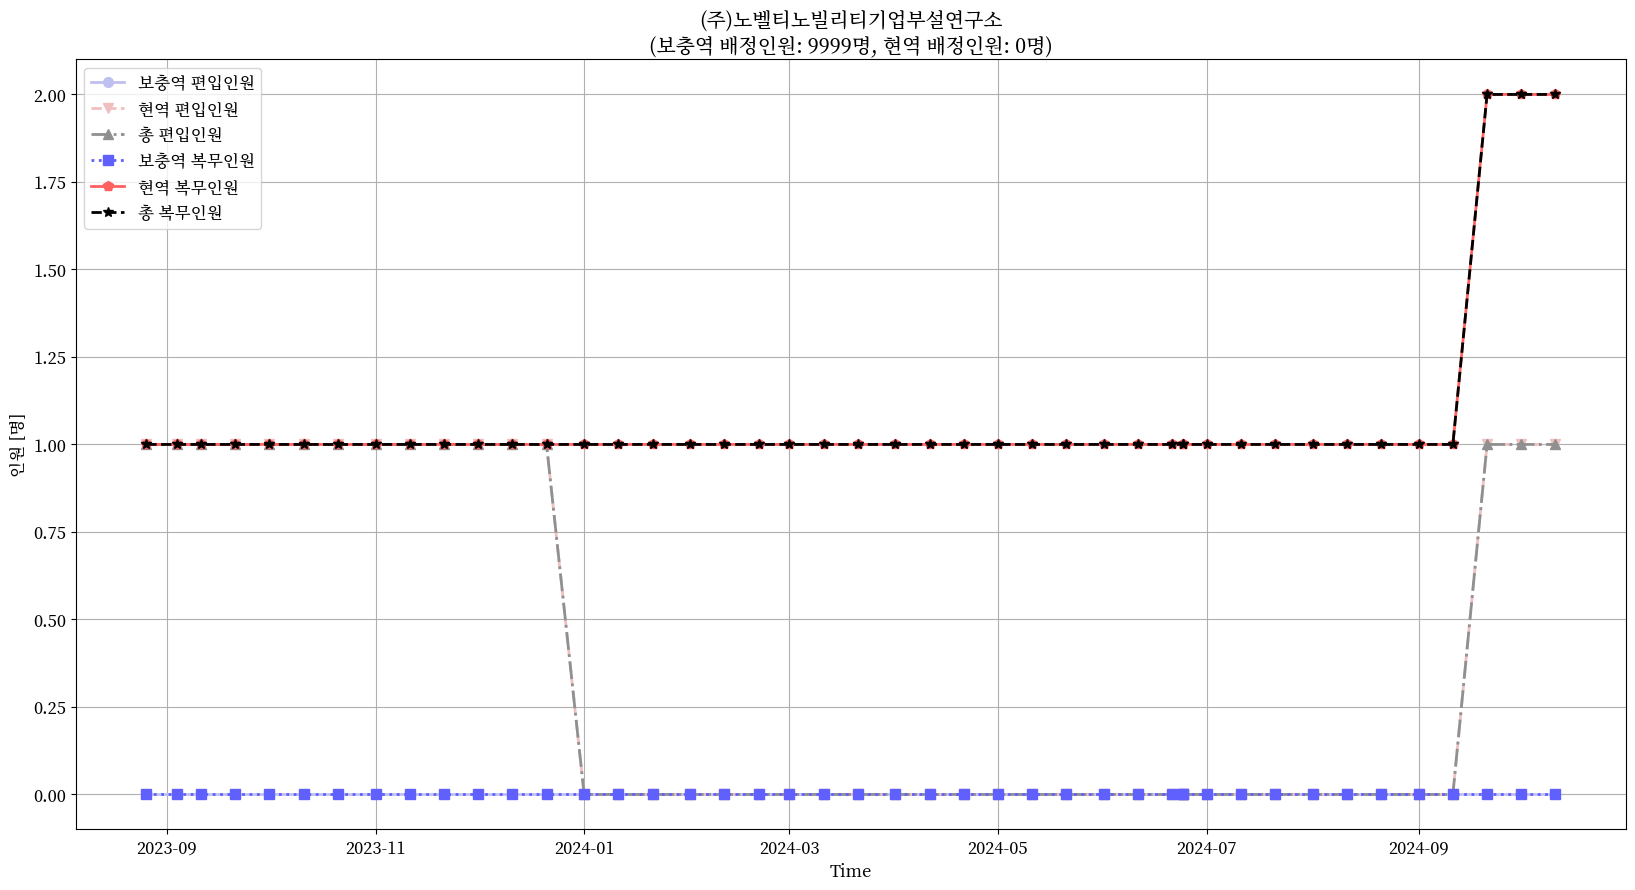 (주)노벨티노빌리티기업부설연구소
(보충역 배정인원: 9999명, 현역 배정인원: 0명)
보충역 편입인원
현역 편입인원
총 편입인원
보충역 복무인원
현역 복무인원
총 복무인원
인원 [명]
2.00
1.75
1.50
1.25
1.00
0.75
0.50
0.25
0.00
2023-09
2023-11
2024-01
2024-03
2024-05
2024-07
2024-09
Time